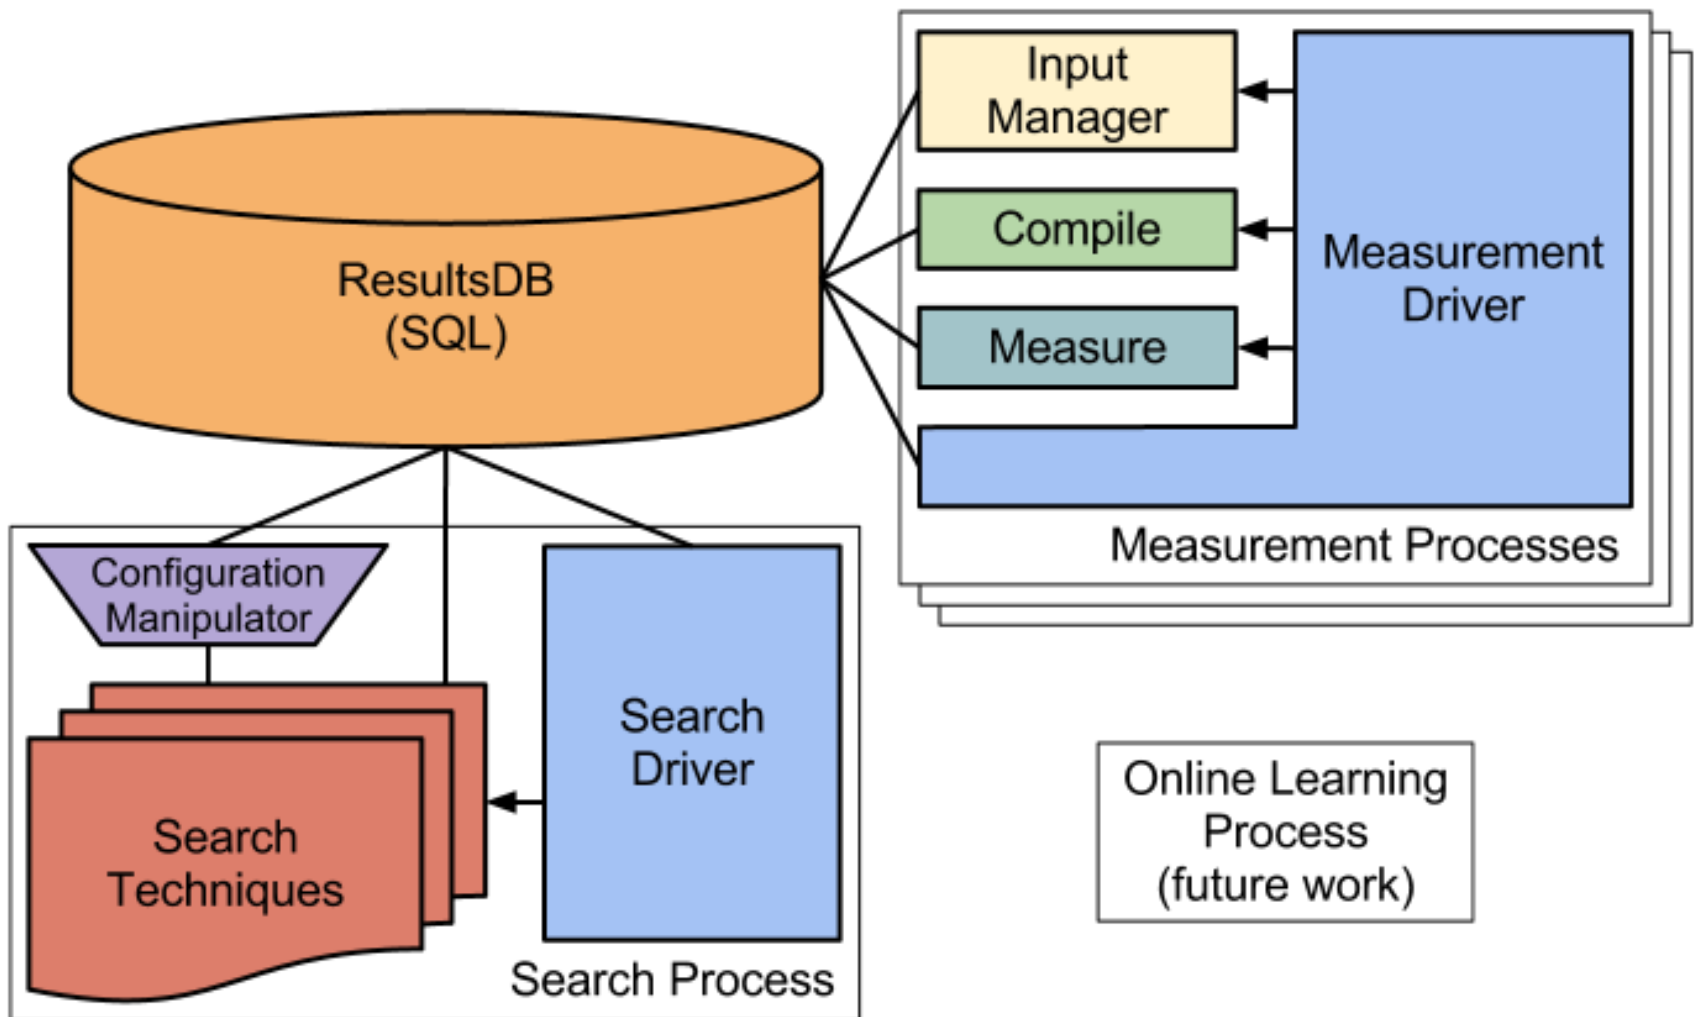 Input
Manager
Compile
Measure
Measurement
Driver
Measurement Processes
ResultsDB
(SQL)
Configuration
Manipulator
Search
Techniques
Search
Driver
Search Process
Online Learning
Process
(future work)